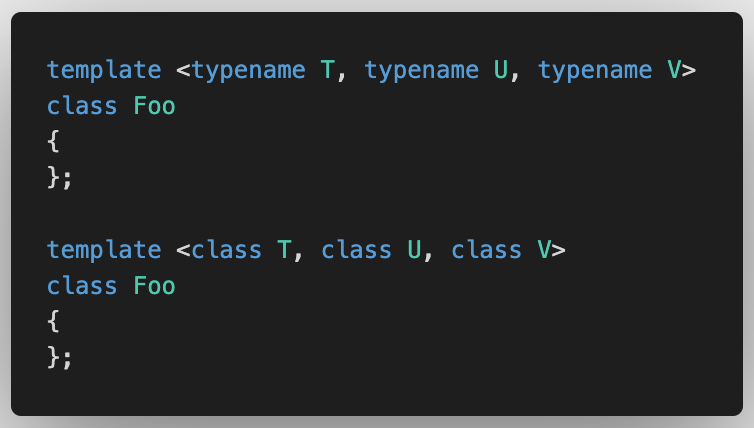 template <typename T, typename U, typename V>
class Foo
{
};
template <class T, class U, class V>
class Foo
{
};